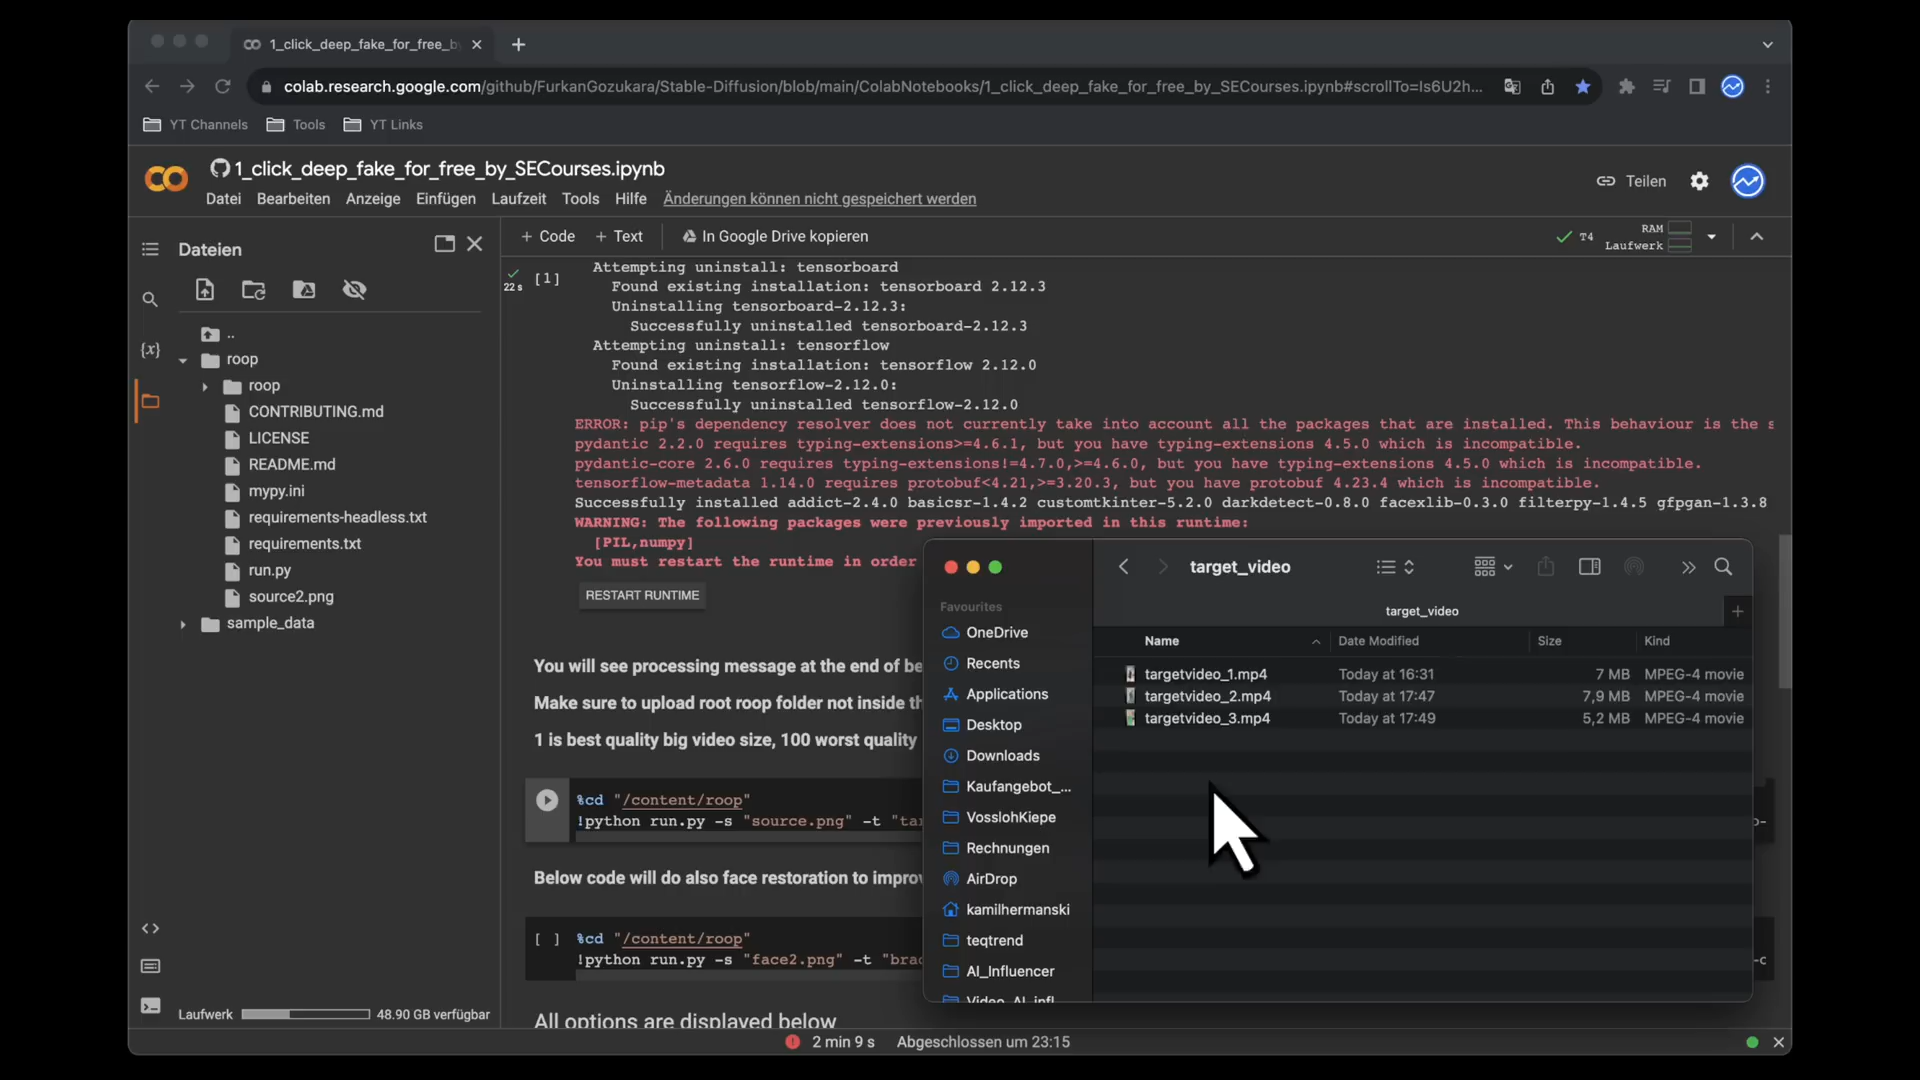 1_click_deep_fake_for_free_b
colab.research.google.com/github/FurkanGozukara/Stable-Diffusion/blob/main/ColabNotebooks/1_click_deep_fake_for_free_by_SECourses.ipynb#scrollTo=Is6U2h...
YT Channels Tools YT Links
1_click_deep_fake_for_free_by_SECourses.ipynb
Datei Bearbeiten Anzeige Einfügen Laufzeit Tools Hilfe Änderungen können nicht gespeichert werden
Teilen
Dateien
+ Code + Text In Google Drive kopieren
T4
RAM
Laufwerk
..
roop
roop
CONTRIBUTING.md
LICENSE
README.md
mypy.ini
requirements-headless.txt
requirements.txt
run.py
source2.png
sample_data
Laufwerk 48.90 GB verfügbar
22s
[1]
Attempting uninstall: tensorboard
Found existing installation: tensorboard 2.12.3
Uninstalling tensorboard-2.12.3:
Successfully uninstalled tensorboard-2.12.3
Attempting uninstall: tensorflow
Found existing installation: tensorflow 2.12.0
Uninstalling tensorflow-2.12.0:
Successfully uninstalled tensorflow-2.12.0
ERROR: pip's dependency resolver does not currently take into account all the packages that are installed. This behaviour is the s
pydantic 2.2.0 requires typing-extensions>=4.6.1, but you have typing-extensions 4.5.0 which is incompatible.
pydantic-core 2.6.0 requires typing-extensions!=4.7.0,>=4.6.0, but you have typing-extensions 4.5.0 which is incompatible.
tensorflow-metadata 1.14.0 requires protobuf<4.21,>=3.20.3, but you have protobuf 4.23.4 which is incompatible.
Successfully installed addict-2.4.0 basicsr-1.4.2 customtkinter-5.2.0 darkdetect-0.8.0 facexlib-0.3.0 filterpy-1.4.5 gfpgan-1.3.8
WARNING: The following packages were previously imported in this runtime:
[PIL,numpy]
You must restart the runtime in order
RESTART RUNTIME
You will see processing message at the end of be
Make sure to upload root roop folder not inside th
1 is best quality big video size, 100 worst quality
%cd "/content/roop"
!python run.py -s "source.png" -t "tar
Below code will do also face restoration to improv
[ ] %cd "/content/roop"
!python run.py -s "face2.png" -t "brad
All options are displayed below
2 min 9 s Abgeschlossen um 23:15
target_video
target_video
Favourites
OneDrive
Recents
Applications
Desktop
Downloads
Kaufangebot_...
VosslohKiepe
Rechnungen
AirDrop
kamilhermanski
teqtrend
AI_Influencer
Video_AI_infl
Name Date Modified Size Kind
targetvideo_1.mp4 Today at 16:31 7 MB MPEG-4 movie
targetvideo_2.mp4 Today at 17:47 7,9 MB MPEG-4 movie
targetvideo_3.mp4 Today at 17:49 5,2 MB MPEG-4 movie